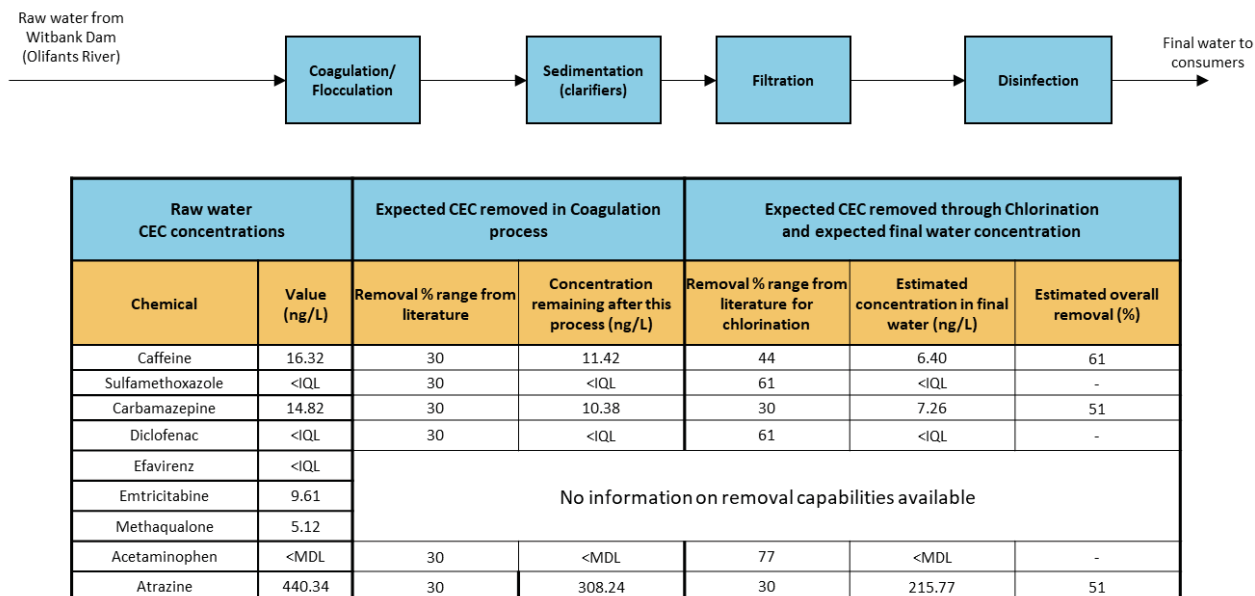 Raw water from
Witbank Dam
(Olifants River)
Coagulation/
Flocculation
Sedimentation
(clarifiers)
Filtration
Disinfection
Final water to
consumers
Raw water
CEC concentrations
Expected CEC removed in Coagulation
process
Expected CEC removed through Chlorination
and expected final water concentration
Chemical
Value
(ng/L)
Removal % range from
literature
Concentration
remaining after this
process (ng/L)
Removal % range from
literature for
chlorination
Estimated
concentration in final
water (ng/L)
Estimated overall
removal (%)
Caffeine 16.32 30 11.42 44 6.40 61
Sulfamethoxazole <IQL 30 <IQL 61 <IQL -
Carbamazepine 14.82 30 10.38 30 7.26 51
Diclofenac <IQL 30 <IQL 61 <IQL -
Efavirenz <IQL
Emtricitabine 9.61 No information on removal capabilities available
Methaqualone 5.12
Acetaminophen <MDL 30 <MDL 77 <MDL -
Atrazine 440.34 30 308.24 30 215.77 51